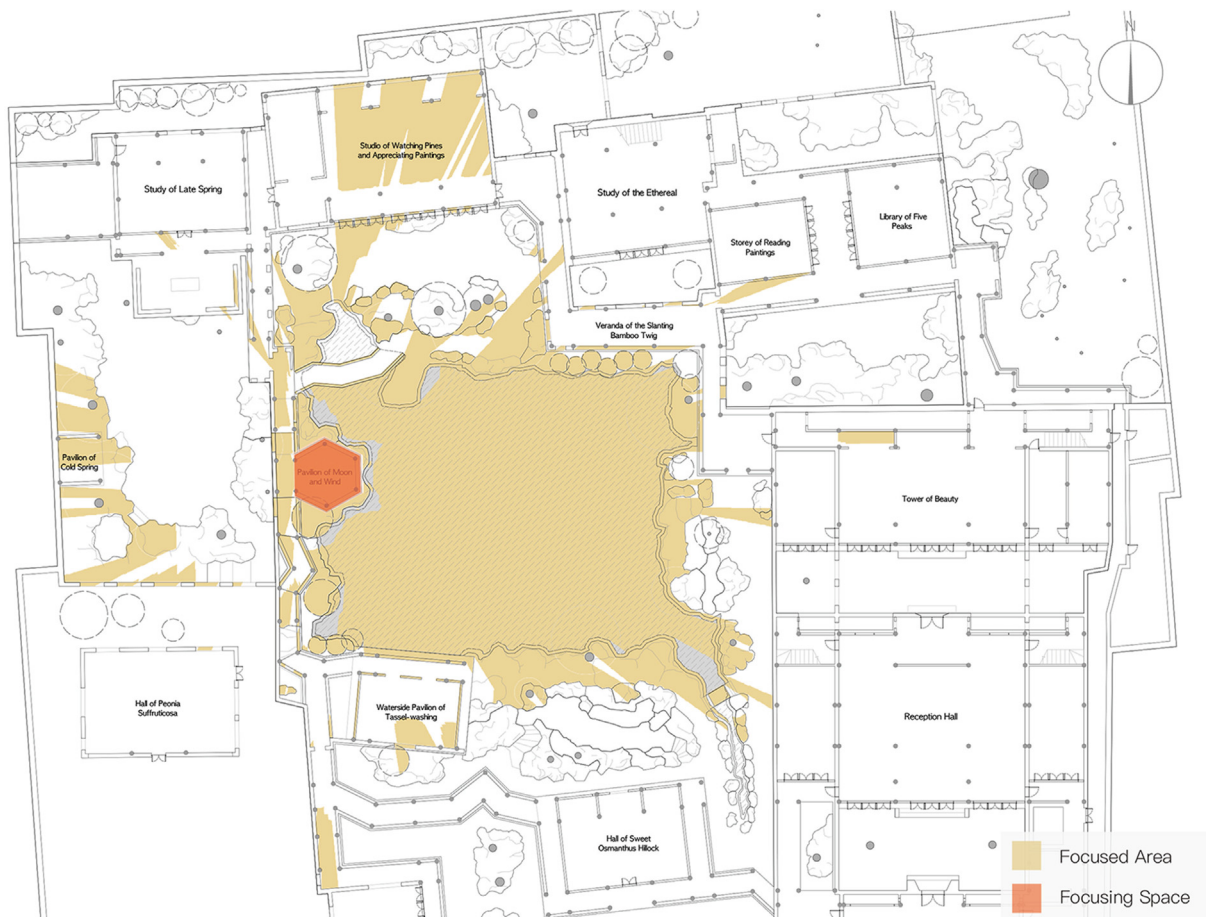 N
Studio of Watching Pines
and Appreciating Paintings
Study of Late Spring
Study of the Ethereal
Library of Five
Peaks
Storey of Reading
Paintings
Veranda of the Slanting
Bamboo Twig
Pavilion of
Cold Spring
Pavilion of Moon
and Wind
Tower of Beauty
Hall of Peonia
Suffruticosa
Waterside Pavilion of
Tassel-washing
Reception Hall
Hall of Sweet
Osmanthus Hillock
Focused Area
Focusing Space